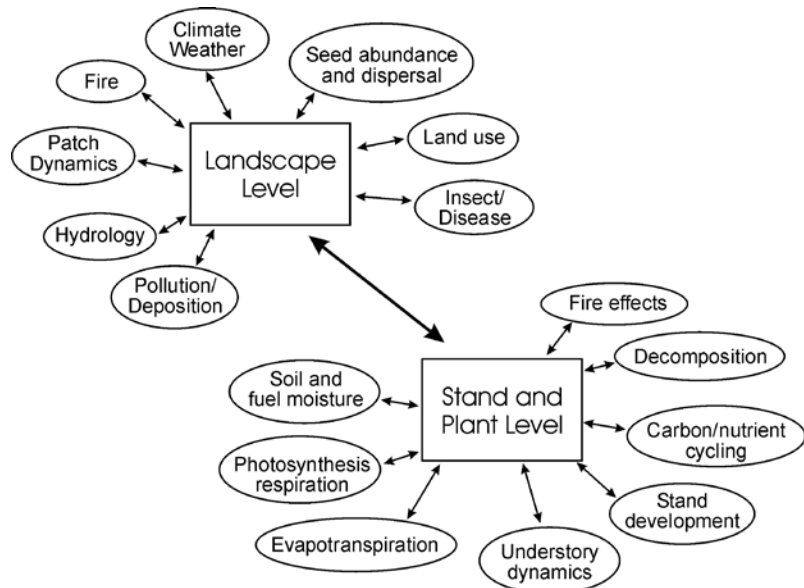 Climate
Weather
Seed abundance
and dispersal
Fire
Land use
Patch
Dynamics
Landscape
Level
Insect/
Disease
Hydrology
Pollution/
Deposition
Fire effects
Decomposition
Soil and
fuel moisture
Stand and
Plant Level
Carbon/nutrient
cycling
Photosynthesis
respiration
Stand
development
Evapotranspiration
Understory
dynamics